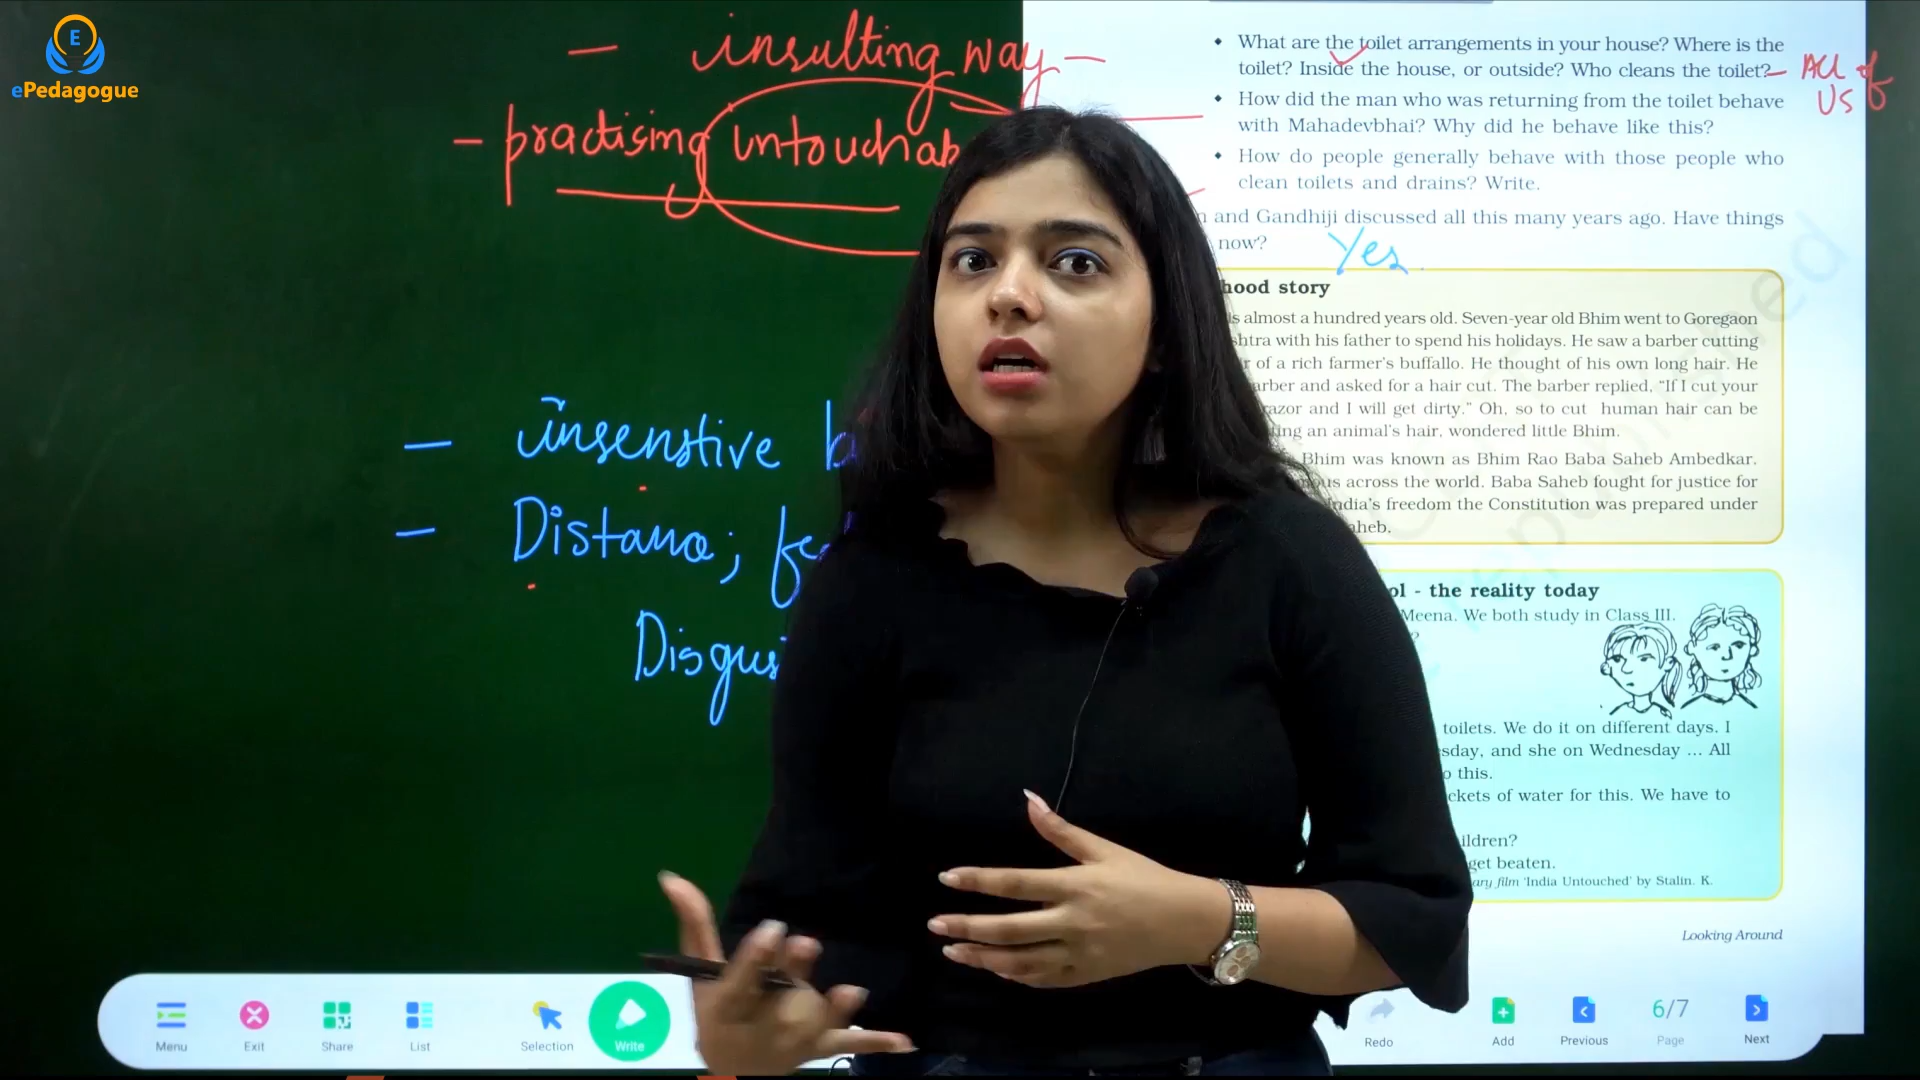 E
ePedagogue
- insulting way -
- practising untouchab
- insenstive b
- Distance; fe
Disgus
• What are the toilet arrangements in your house? Where is the
toilet? Inside the house, or outside? Who cleans the toilet? - All of
us
• How did the man who was returning from the toilet behave
with Mahadevbhai? Why did he behave like this?
• How do people generally behave with those people who
clean toilets and drains? Write.
n and Gandhiji discussed all this many years ago. Have things
now? Yes.
hood story
is almost a hundred years old. Seven-year old Bhim went to Goregaon
shtra with his father to spend his holidays. He saw a barber cutting
r of a rich farmer's buffallo. He thought of his own long hair. He
arber and asked for a hair cut. The barber replied, "If I cut your
azor and I will get dirty." Oh, so to cut human hair can be
ting an animal's hair, wondered little Bhim.
Bhim was known as Bhim Rao Baba Saheb Ambedkar.
mous across the world. Baba Saheb fought for justice for
ndia's freedom the Constitution was prepared under
aheb.
ol - the reality today
Meena. We both study in Class III.
?
toilets. We do it on different days. I
sday, and she on Wednesday ... All
o this.
ckets of water for this. We have to
ildren?
get beaten.
ary film 'India Untouched' by Stalin. K.
Looking Around
Menu
Exit
Share
List
Selection
Write
Redo
Add
Previous
6/7
Page
Next